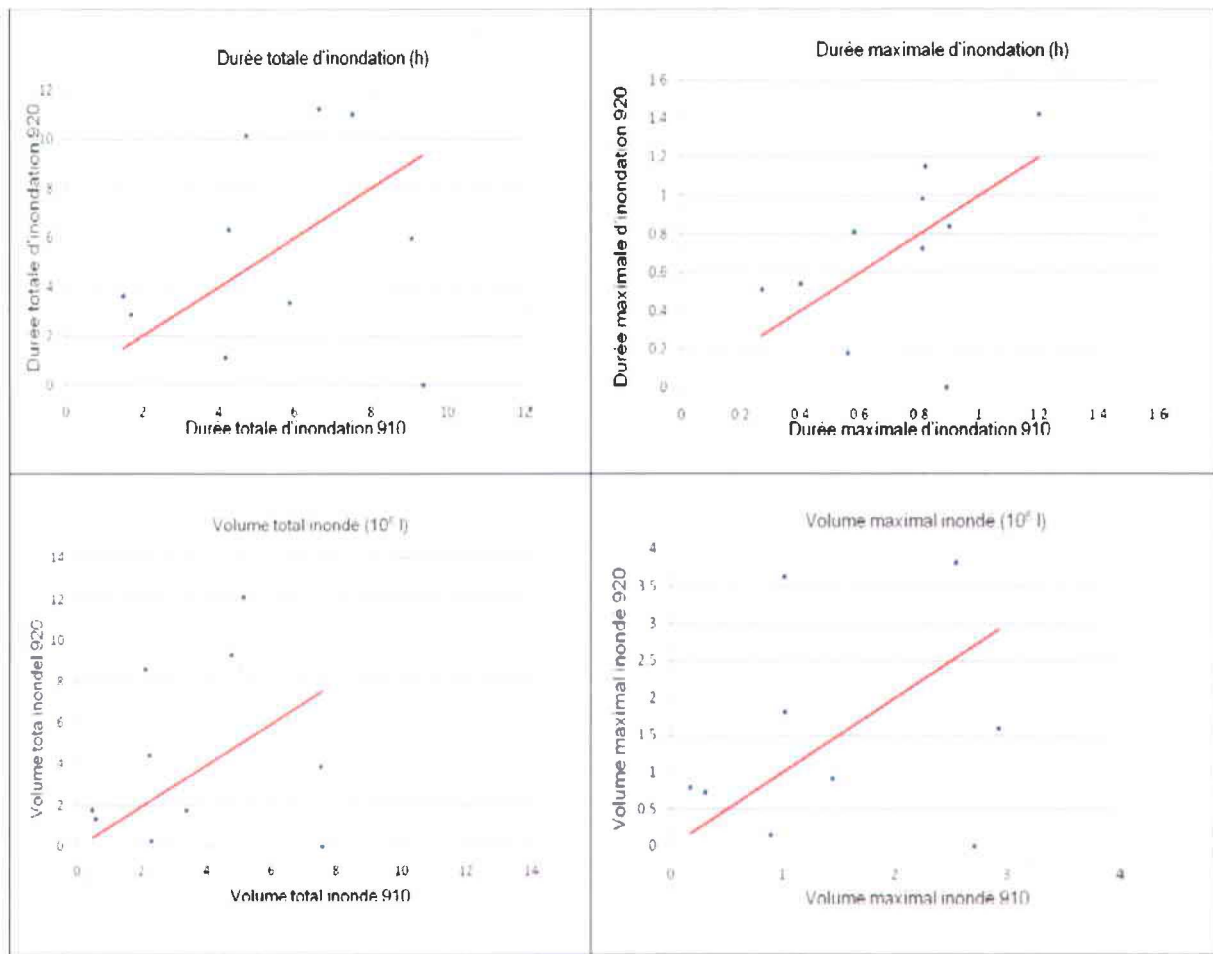 Durée totale d'inondation (h)
Durée totale d'inondation 920
12
10
8
6
4
2
0
0 2 4 6 8 10 12
Durée totale d'inondation 910
Durée maximale d'inondation (h)
Durée maximale d'inondation 920
1 6
1 4
1.2
1
0.8
0.6
0.4
0.2
0
0 0 2 0 4 0 6 0 8 1 1 2 1 4 1 6
Durée maximale d'inondation 910
Volume total inonde (10⁶ l)
Volume tota inondel 920
14
12
10
8
6
4
2
0
0 2 4 6 8 10 12 14
Volume total inonde 910
Volume maximal inonde (10⁶ l)
Volume maximal inonde 920
4
3.5
3
2.5
2
1.5
1
0.5
0
0 1 2 3 4
Volume maximal inonde 910